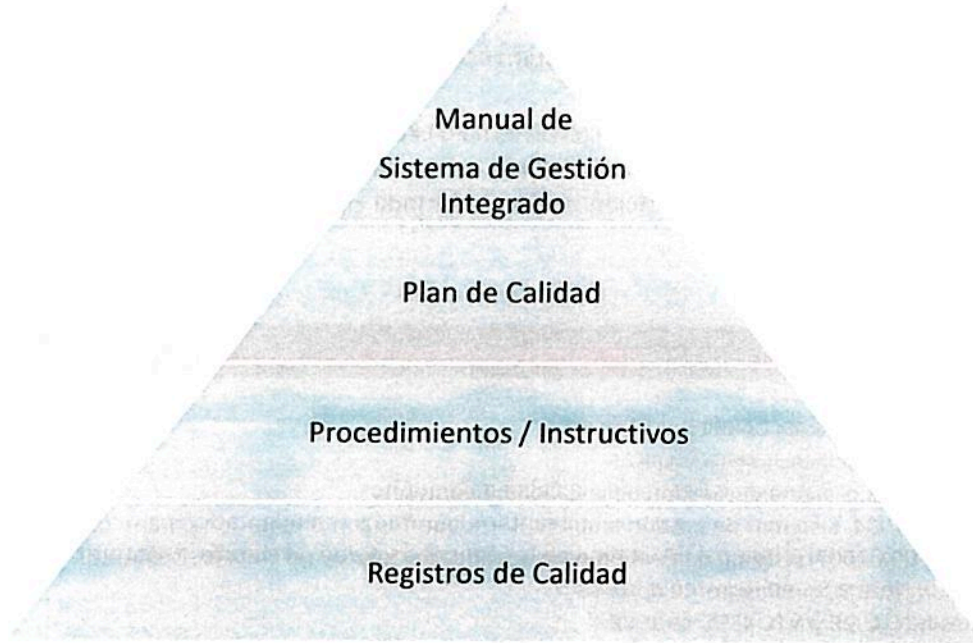 Manual de
Sistema de Gestión
Integrado
Plan de Calidad
Procedimientos / Instructivos
Registros de Calidad